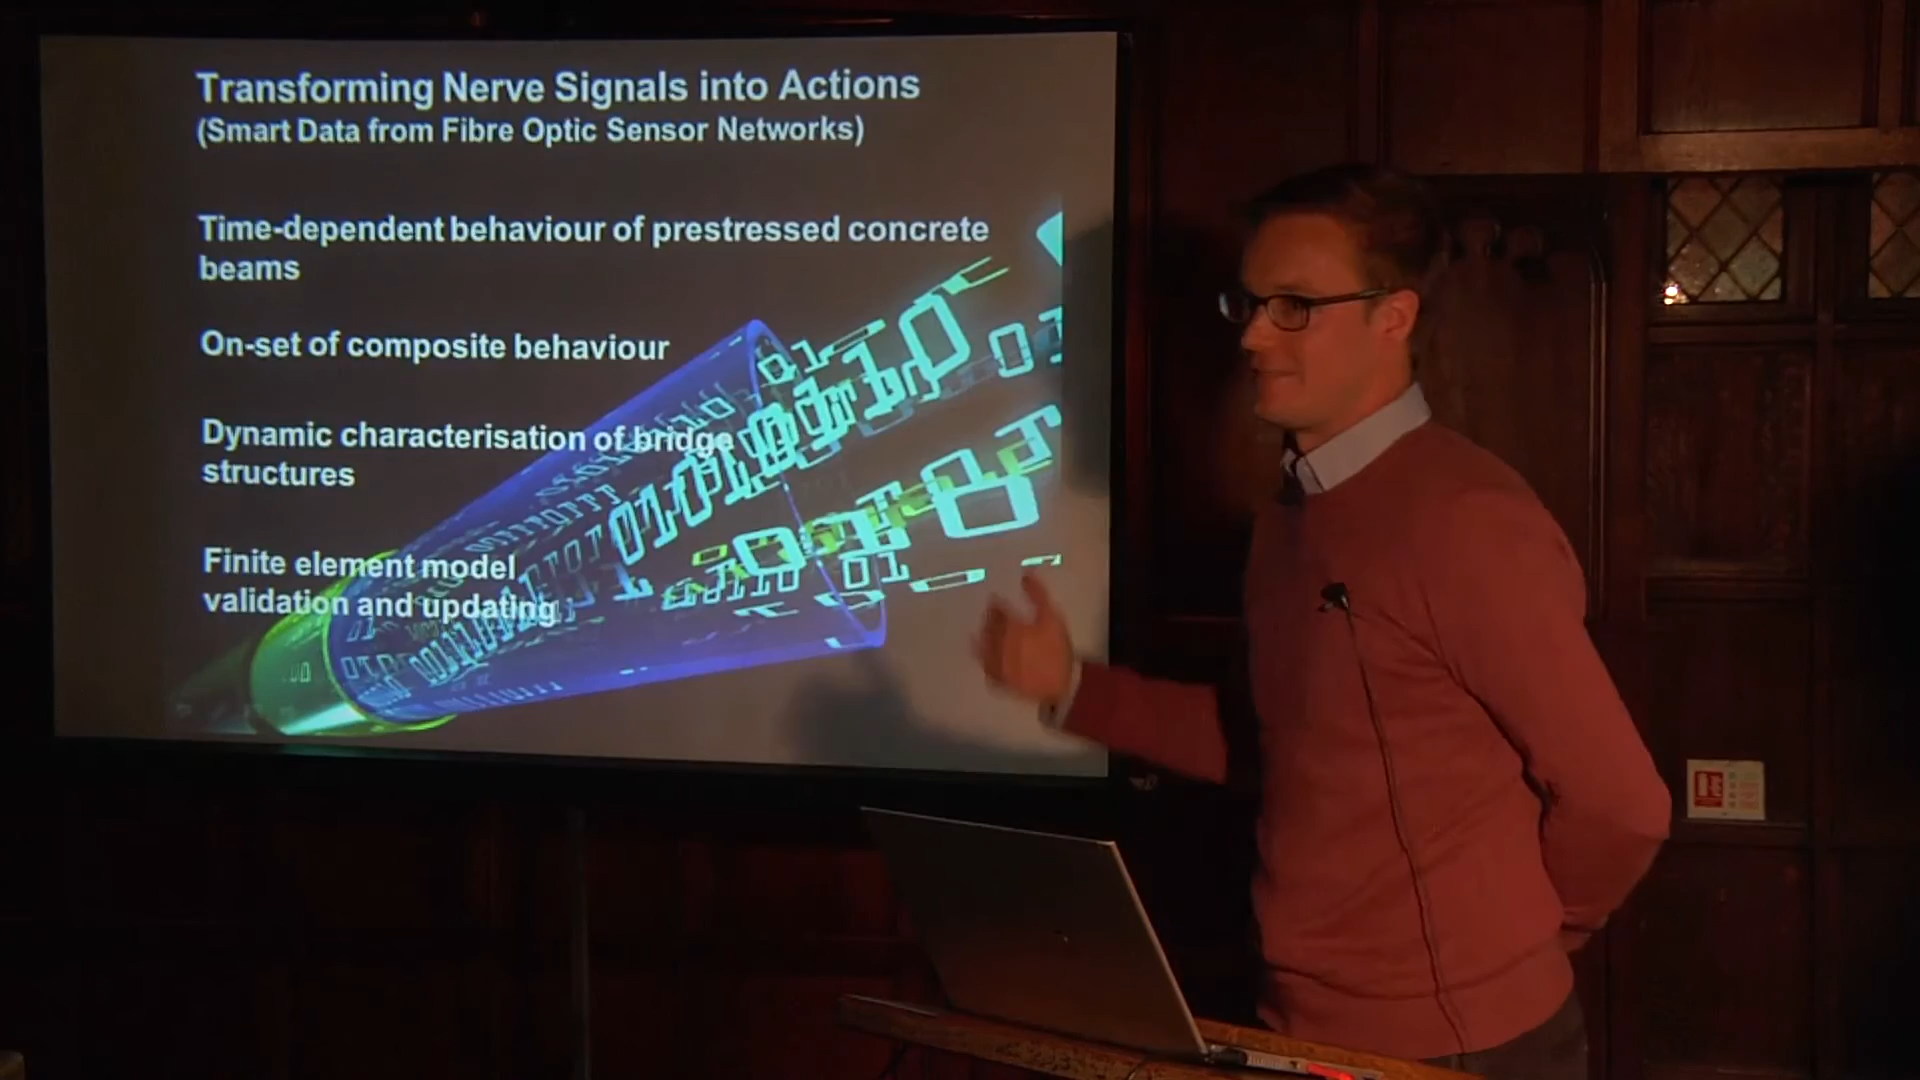 Transforming Nerve Signals into Actions
(Smart Data from Fibre Optic Sensor Networks)
Time-dependent behaviour of prestressed concrete
beams
On-set of composite behaviour
Dynamic characterisation of bridge
structures
Finite element model
validation and updating